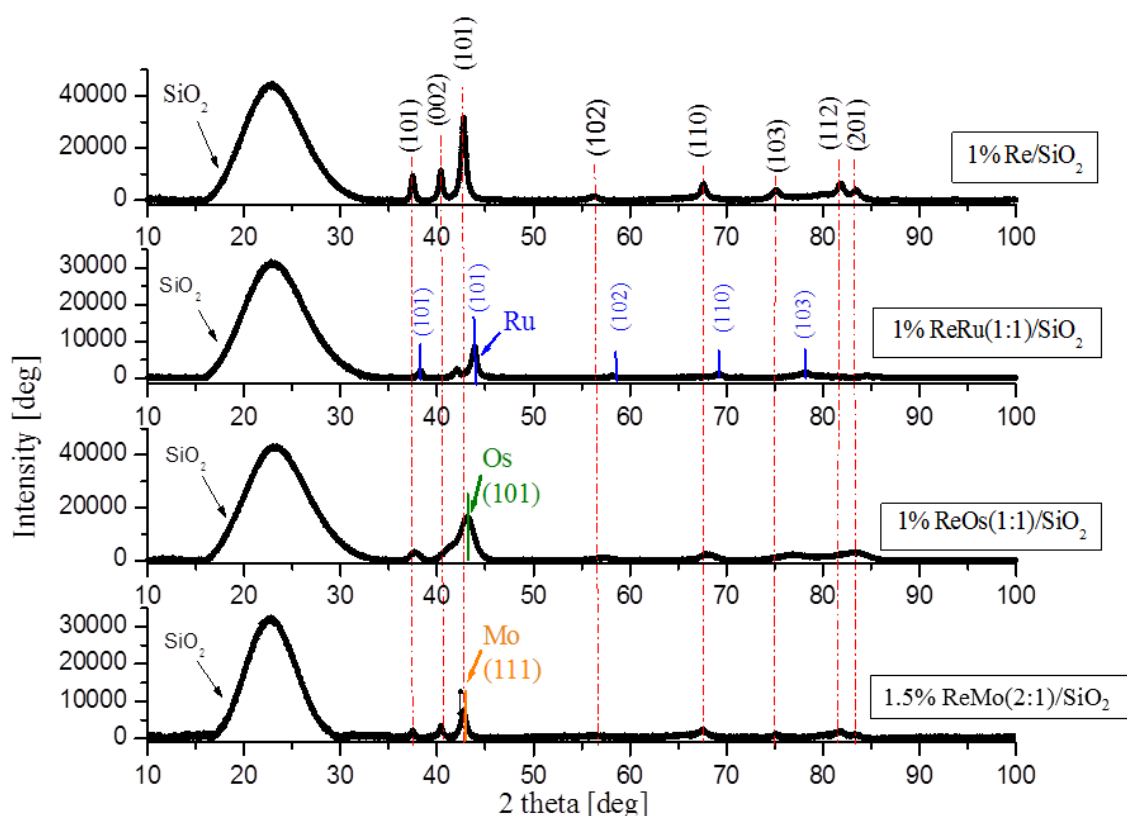 Intensity [deg]
40000
20000
0
SiO2
(101)
(002)
(101)
(102)
(110)
(103)
(112)
(201)
1% Re/SiO2
10 20 30 40 50 60 70 80 90 100
30000
20000
10000
0
SiO2
(101)
(101)
Ru
(102)
(110)
(103)
1% ReRu(1:1)/SiO2
10 20 30 40 50 60 70 80 90 100
40000
20000
0
SiO2
Os
(101)
1% ReOs(1:1)/SiO2
10 20 30 40 50 60 70 80 90 100
30000
20000
10000
0
SiO2
Mo
(111)
1.5% ReMo(2:1)/SiO2
10 20 30 40 50 60 70 80 90 100
2 theta [deg]